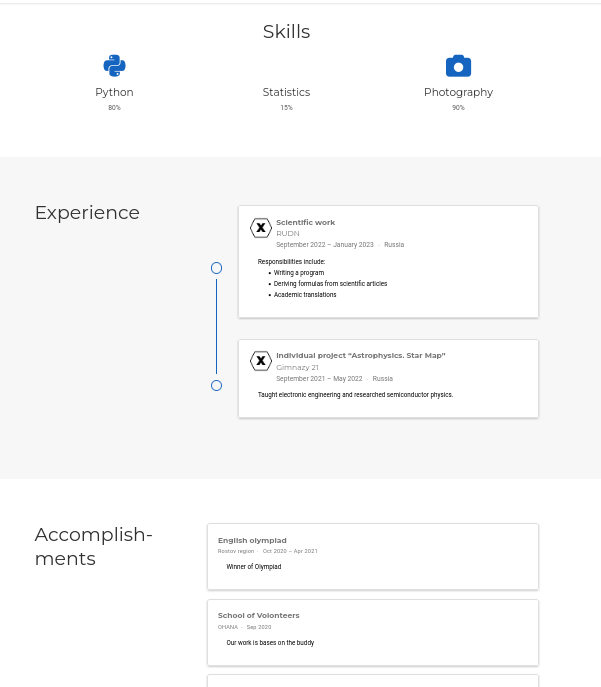 Skills
Python
Statistics
Photography
80%
15%
90%
Experience
X
Scientific work
RUDN
September 2022 – January 2023 · Russia
Responsibilities include:
• Writing a program
• Deriving formulas from scientific articles
• Academic translations
X
Individual project “Astrophysics. Star Map”
Gimnazy 21
September 2021 – May 2022 · Russia
Taught electronic engineering and researched semiconductor physics.
Accomplish-
ments
English olympiad
Rostov region · Oct 2020 – Apr 2021
Winner of Olympiad
School of Volonteers
OHANA · Sep 2020
Our work is bases on the buddy